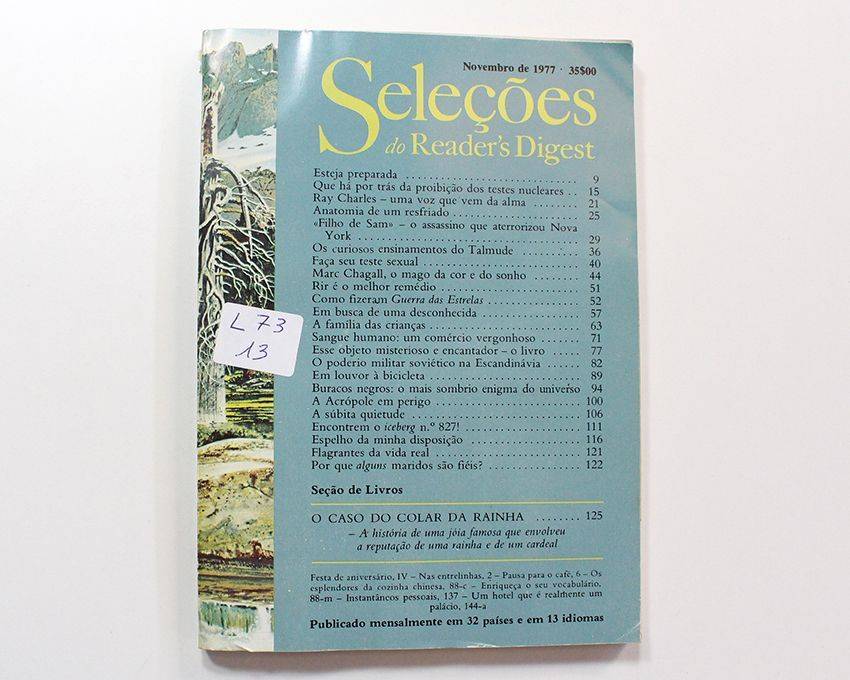 Novembro de 1977 · 35$00
Seleções
do Reader's Digest
Esteja preparada ........................... 9
Que há por trás da proibição dos testes nucleares .. 15
Ray Charles – uma voz que vem da alma ........ 21
Anatomia de um resfriado .................... 25
«Filho de Sam» – o assassino que aterrorizou Nova
York ................................... 29
Os curiosos ensinamentos do Talmude .......... 36
Faça seu teste sexual ........................ 40
Marc Chagall, o mago da cor e do sonho ........ 44
Rir é o melhor remédio ....................... 51
Como fizeram Guerra das Estrelas .............. 52
Em busca de uma desconhecida ................ 57
A família das crianças ....................... 63
Sangue humano: um comércio vergonhoso ...... 71
Esse objeto misterioso e encantador – o livro ..... 77
O poderio militar soviético na Escandinávia ..... 82
Em louvor à bicicleta ........................ 89
Buracos negros: o mais sombrio enigma do universo 94
A Acrópole em perigo ....................... 100
A súbita quietude .......................... 106
Encontrem o iceberg n.º 827! ................. 111
Espelho da minha disposição ................. 116
Flagrantes da vida real ...................... 121
Por que alguns maridos são fiéis? .............. 122
Seção de Livros
O CASO DO COLAR DA RAINHA ........ 125
– A história de uma jóia famosa que envolveu
a reputação de uma rainha e de um cardeal
Festa de aniversário, IV – Nas entrelinhas, 2 – Pausa para o café, 6 – Os
esplendores da cozinha chinesa, 88-c – Enriqueça o seu vocabulário,
88-m – Instantâneos pessoais, 137 – Um hotel que é realmente um
palácio, 144-a
Publicado mensalmente em 32 países e em 13 idiomas
L 73
13